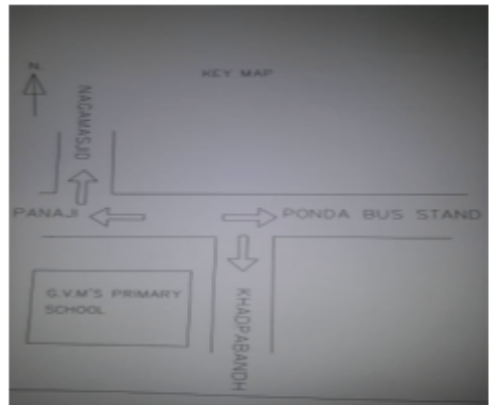 N.
KEY MAP
NAGAMASJID
PANAJI
PONDA BUS STAND
G.V.M'S PRIMARY
SCHOOL
KHADPABANDH